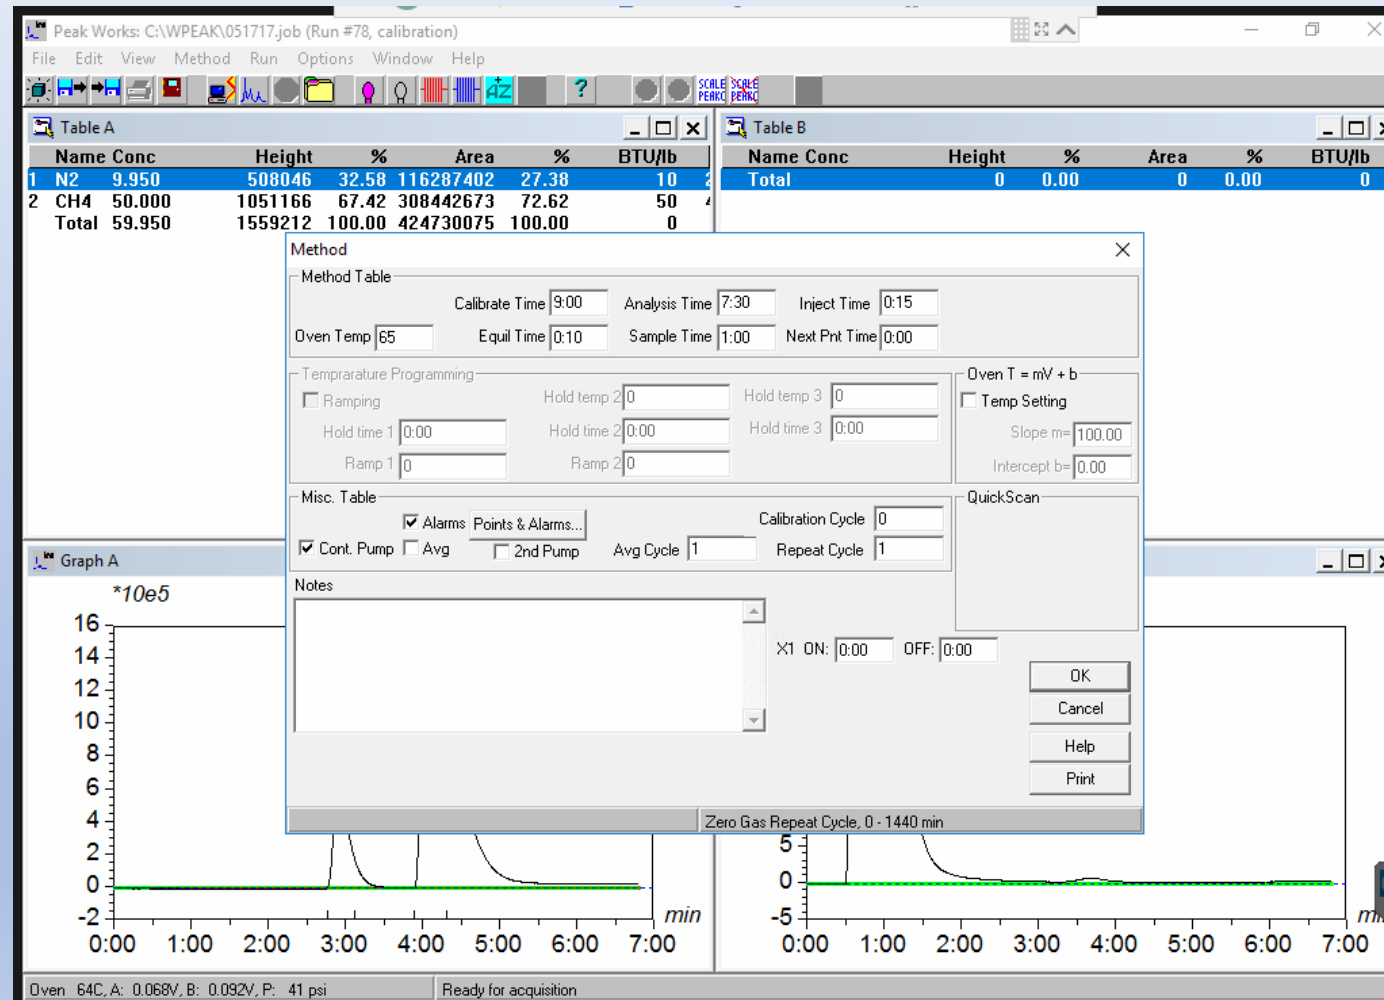 Peak Works: C:\WPEAK\051717.job (Run #78, calibration)
File Edit View Method Run Options Window Help
AZ ? SCALE PEAKC SCALE PEAKC
Table A
Name Conc Height % Area % BTU/lb
1 N2 9.950 508046 32.58 116287402 27.38 10
2 CH4 50.000 1051166 67.42 308442673 72.62 50
Total 59.950 1559212 100.00 424730075 100.00 0
Table B
Name Conc Height % Area % BTU/lb
Total 0 0.00 0 0.00 0
Method
Method Table
Calibrate Time 9:00 Analysis Time 7:30 Inject Time 0:15
Oven Temp 65 Equil Time 0:10 Sample Time 1:00 Next Pnt Time 0:00
Temprarature Programming
Ramping Hold temp 2 0 Hold temp 3 0
Hold time 1 0:00 Hold time 2 0:00 Hold time 3 0:00
Ramp 1 0 Ramp 2 0
Oven T = mV + b
Temp Setting
Slope m= 100.00
Intercept b= 0.00
Misc. Table
Alarms Points & Alarms... Calibration Cycle 0
Cont. Pump Avg 2nd Pump Avg Cycle 1 Repeat Cycle 1
QuickScan
Notes
X1 ON: 0:00 OFF: 0:00
OK
Cancel
Help
Print
Zero Gas Repeat Cycle, 0 - 1440 min
Graph A
*10e5
16
14
12
10
8
6
4
2
0
-2
min
0:00 1:00 2:00 3:00 4:00 5:00 6:00 7:00
5
0
-5
0:00 1:00 2:00 3:00 4:00 5:00 6:00 7:00
Oven 64C, A: 0.068V, B: 0.092V, P: 41 psi Ready for acquisition